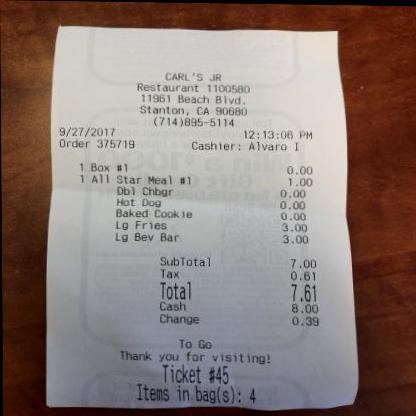 CARL'S JR
Restaurant 1100580
11961 Beach Blvd.
Stanton, CA 90680
(714)895-5114
9/27/2017 12:13:06 PM
Order 375719 Cashier: Alvaro I
1 Box #1 0.00
1 All Star Meal #1) 1.00
Dbl Chbgr 0.00
Hot Dog 0.00
Baked Cookie 0.00
Lg Fries 3.00
Lg Bev Bar 3.00
SubTotal 7.00
Tax 0.61
Total 7.61
Cash 8.00
Change 0.39
To Go
Thank you for visiting!
Ticket #45
Items in bag(s): 4